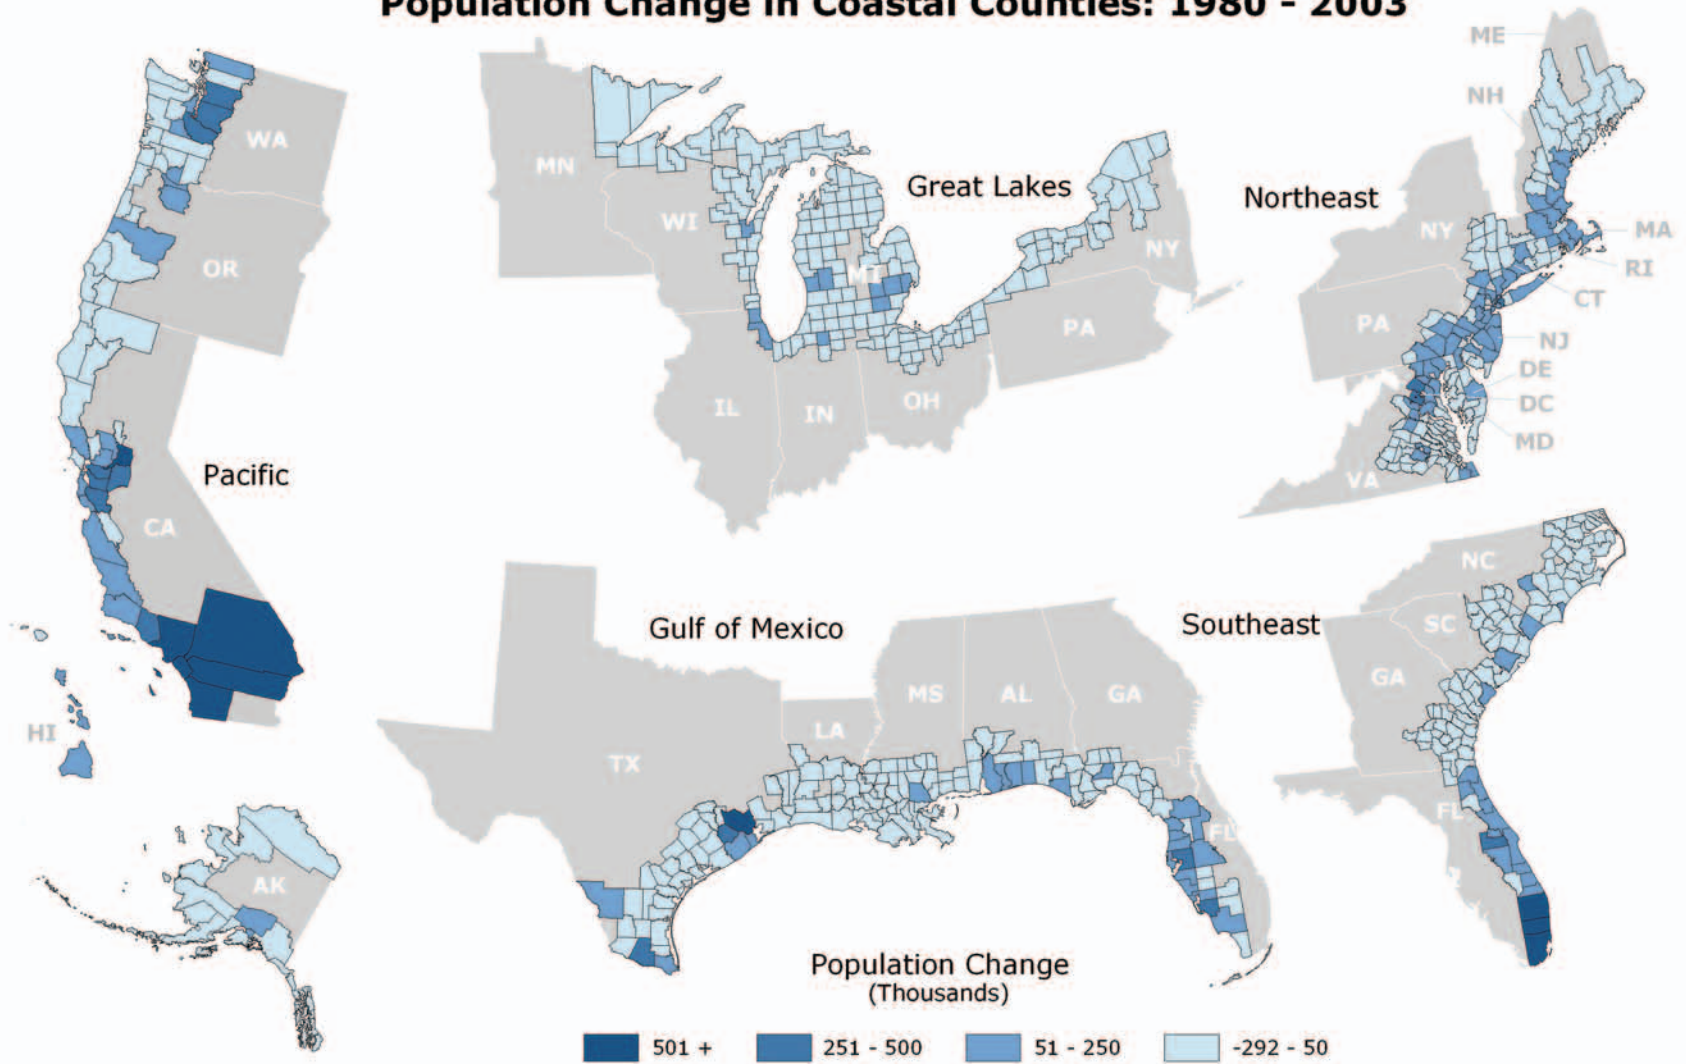 Population Change in Coastal Counties: 1980 - 2003
ME
NH
WA
MN
Great Lakes
Northeast
WI
NY
NY
MA
OR
MI
RI
CT
PA
PA
NJ
DE
IL
IN
OH
DC
MD
Pacific
VA
CA
NC
Gulf of Mexico
Southeast
SC
GA
MS
AL
GA
HI
LA
TX
FL
FL
AK
Population Change
(Thousands)
501 +
251 - 500
51 - 250
-292 - 50